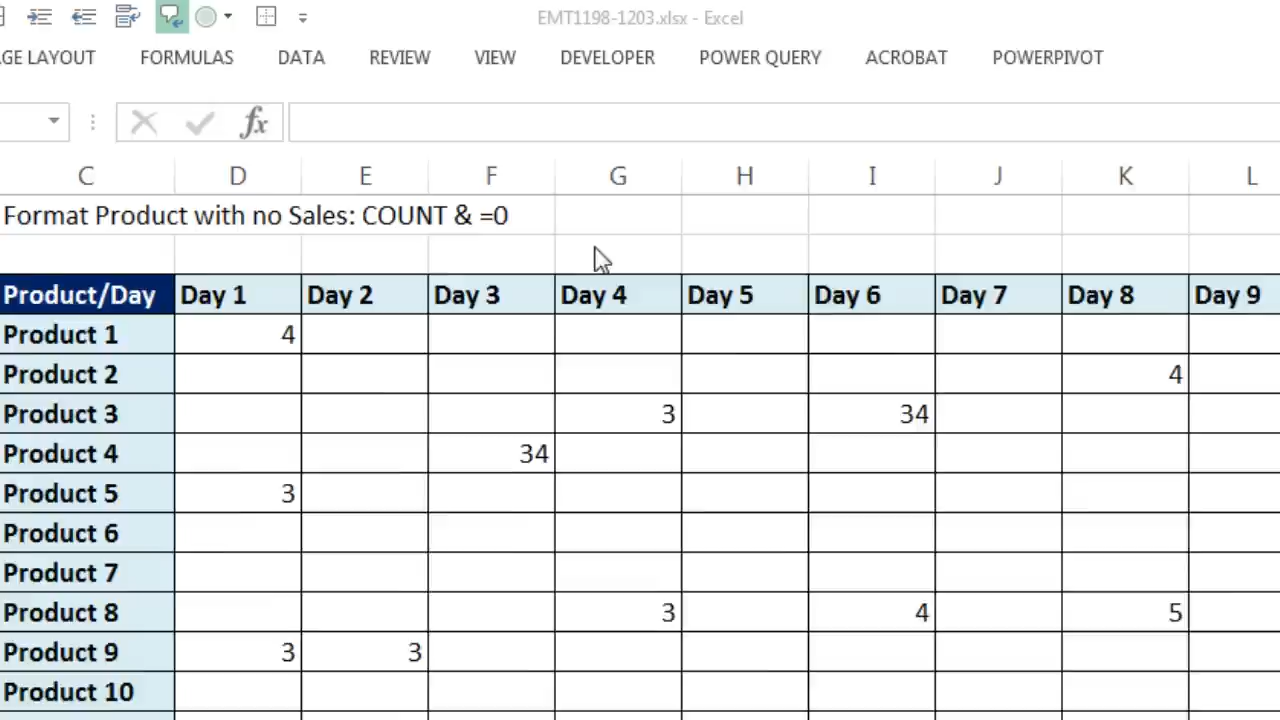 EMT1198-1203.xlsx - Excel
GE LAYOUT FORMULAS DATA REVIEW VIEW DEVELOPER POWER QUERY ACROBAT POWERPIVOT
fx
C D E F G H I J K L
Format Product with no Sales: COUNT & =0
Product/Day Day 1 Day 2 Day 3 Day 4 Day 5 Day 6 Day 7 Day 8 Day 9
Product 1 4
Product 2 4
Product 3 3 34
Product 4 34
Product 5 3
Product 6
Product 7
Product 8 3 4 5
Product 9 3 3
Product 10